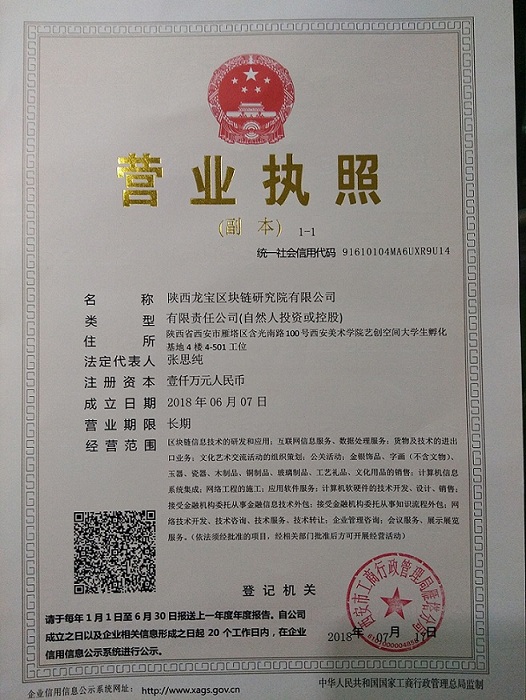 营业执照
(副 本) 1-1
统一社会信用代码 91610104MA6UXR9U14
名 称 陕西龙宝区块链研究院有限公司
类 型 有限责任公司(自然人投资或控股)
住 所 陕西省西安市雁塔区含光南路100号西安美术学院艺创空间大学生孵化
基地4楼4-501工位
法定代表人 张思纯
注册资本 壹仟万元人民币
成立日期 2018年06月07日
营业期限 长期
经营范围 区块链信息技术的研发和应用；互联网信息服务、数据处理服务；货物及技术的进出
口业务；文化艺术交流活动的组织策划；公关活动；金银饰品、字画（不含文物）、
玉器、瓷器、木制品、铜制品、玻璃制品、工艺礼品、文化用品的销售；计算机信息
系统集成；网络工程的施工；应用软件服务；计算机软硬件的技术开发、设计、销售；
接受金融机构委托从事金融信息技术外包；接受金融机构委托从事知识流程外包；网
络技术开发、技术咨询、技术服务、技术转让；企业管理咨询；会议服务、展示展览
服务。（依法须经批准的项目，经相关部门批准后方可开展经营活动）
登记机关
西安市工商行政管理局雁塔分局
2018 年07 月 17日
请于每年1月1日至6月30日报送上一年度年度报告。自公
司成立之日以及企业相关信息形成之日起20个工作日内，在企业
信用信息公示系统进行公示。
企业信用信息公示系统网址： http://www.xags.gov.cn
中华人民共和国国家工商行政管理总局监制